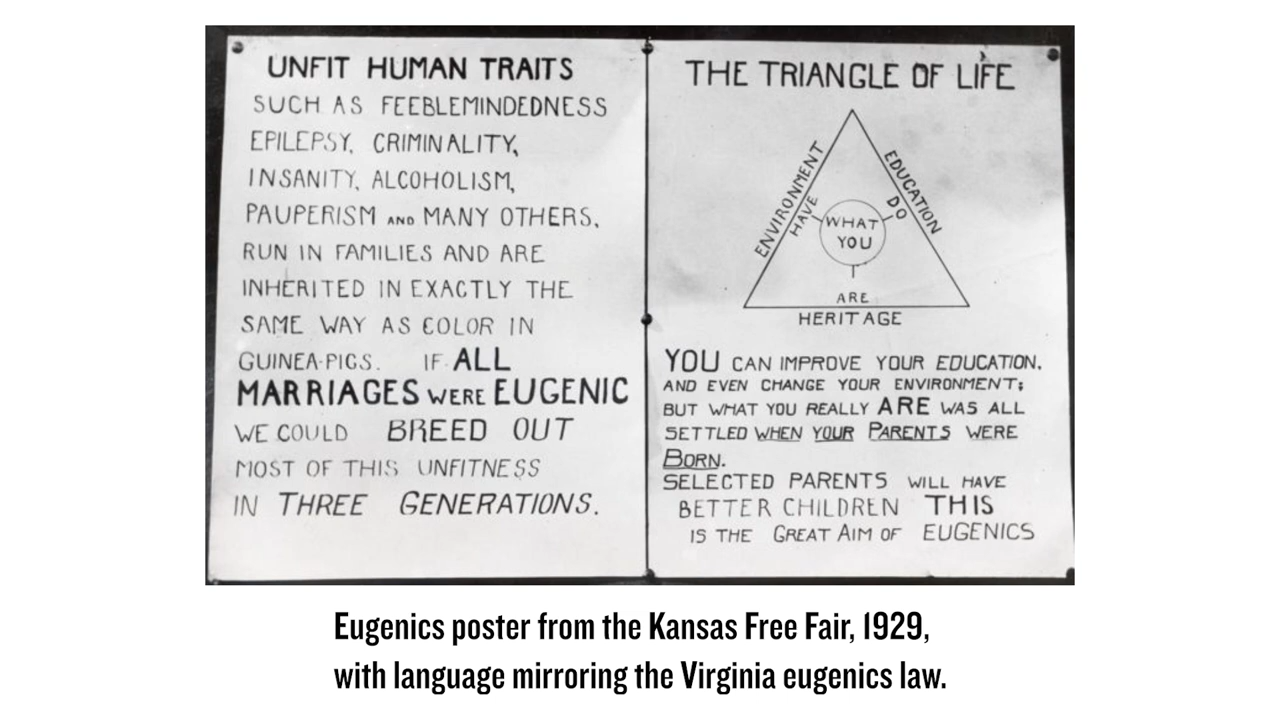 UNFIT HUMAN TRAITS
SUCH AS FEEBLEMINDEDNESS
EPILEPSY, CRIMINALITY,
INSANITY, ALCOHOLISM,
PAUPERISM AND MANY OTHERS,
RUN IN FAMILIES AND ARE
INHERITED IN EXACTLY THE
SAME WAY AS COLOR IN
GUINEA-PIGS. IF ALL
MARRIAGES WERE EUGENIC
WE COULD BREED OUT
MOST OF THIS UNFITNESS
IN THREE GENERATIONS.
THE TRIANGLE OF LIFE
ENVIRONMENT
EDUCATION
HAVE
DO
WHAT
YOU
ARE
HERITAGE
YOU CAN IMPROVE YOUR EDUCATION,
AND EVEN CHANGE YOUR ENVIRONMENT;
BUT WHAT YOU REALLY ARE WAS ALL
SETTLED WHEN YOUR PARENTS WERE
BORN.
SELECTED PARENTS WILL HAVE
BETTER CHILDREN THIS
IS THE GREAT AIM OF EUGENICS
Eugenics poster from the Kansas Free Fair, 1929,
with language mirroring the Virginia eugenics law.